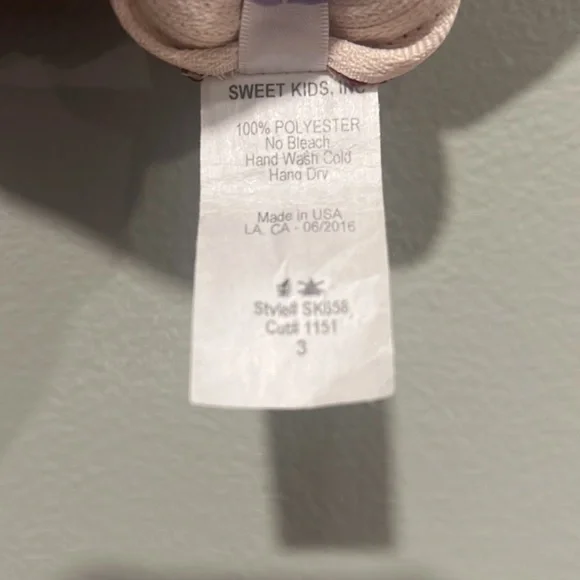 SWEET KIDS, INC
100% POLYESTER
No Bleach
Hand Wash Cold
Hang Dry
Made in USA
LA, CA - 06/2016
Style# SK858
Cut# 1151
3